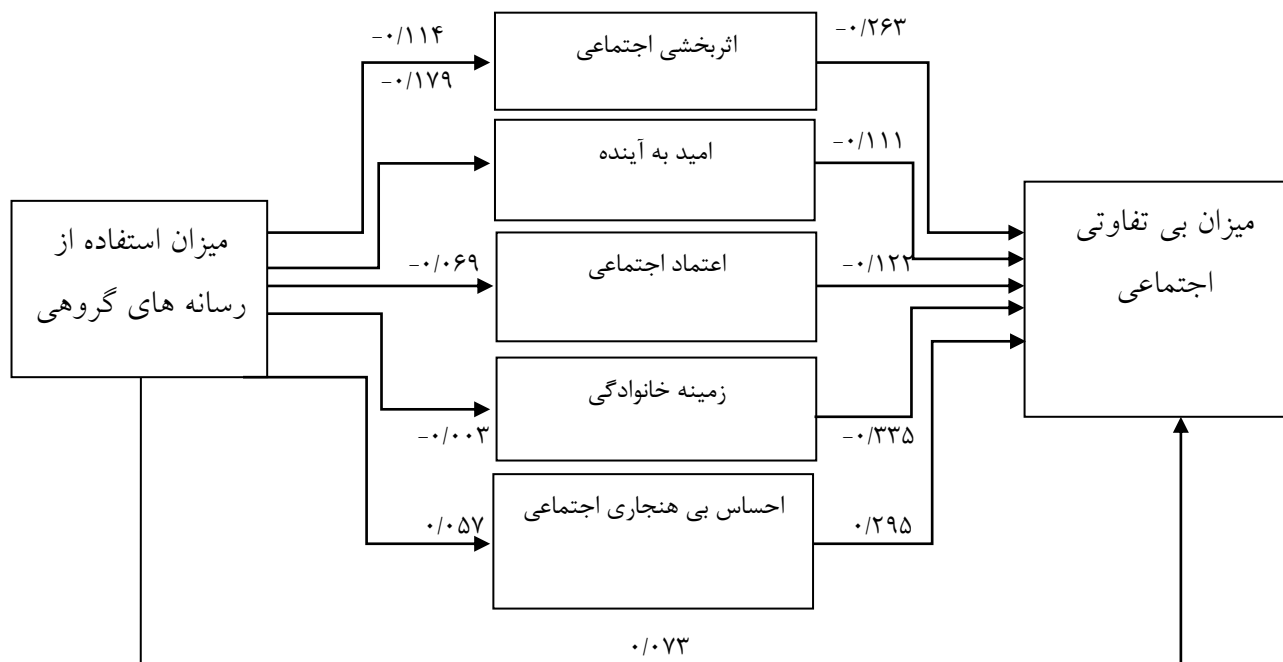 −۰/۱۱۴
−۰/۲۶۳
اثربخشی اجتماعی
−۰/۱۷۹
−۰/۱۱۱
امید به آینده
میزان استفاده از
رسانه های گروهی
میزان بی تفاوتی
اجتماعی
−۰/۰۶۹
اعتماد اجتماعی
−۰/۱۲۲
زمینه خانوادگی
−۰/۰۰۳
−۰/۳۳۵
احساس بی هنجاری اجتماعی
۰/۰۵۷
۰/۲۹۵
۰/۰۷۳